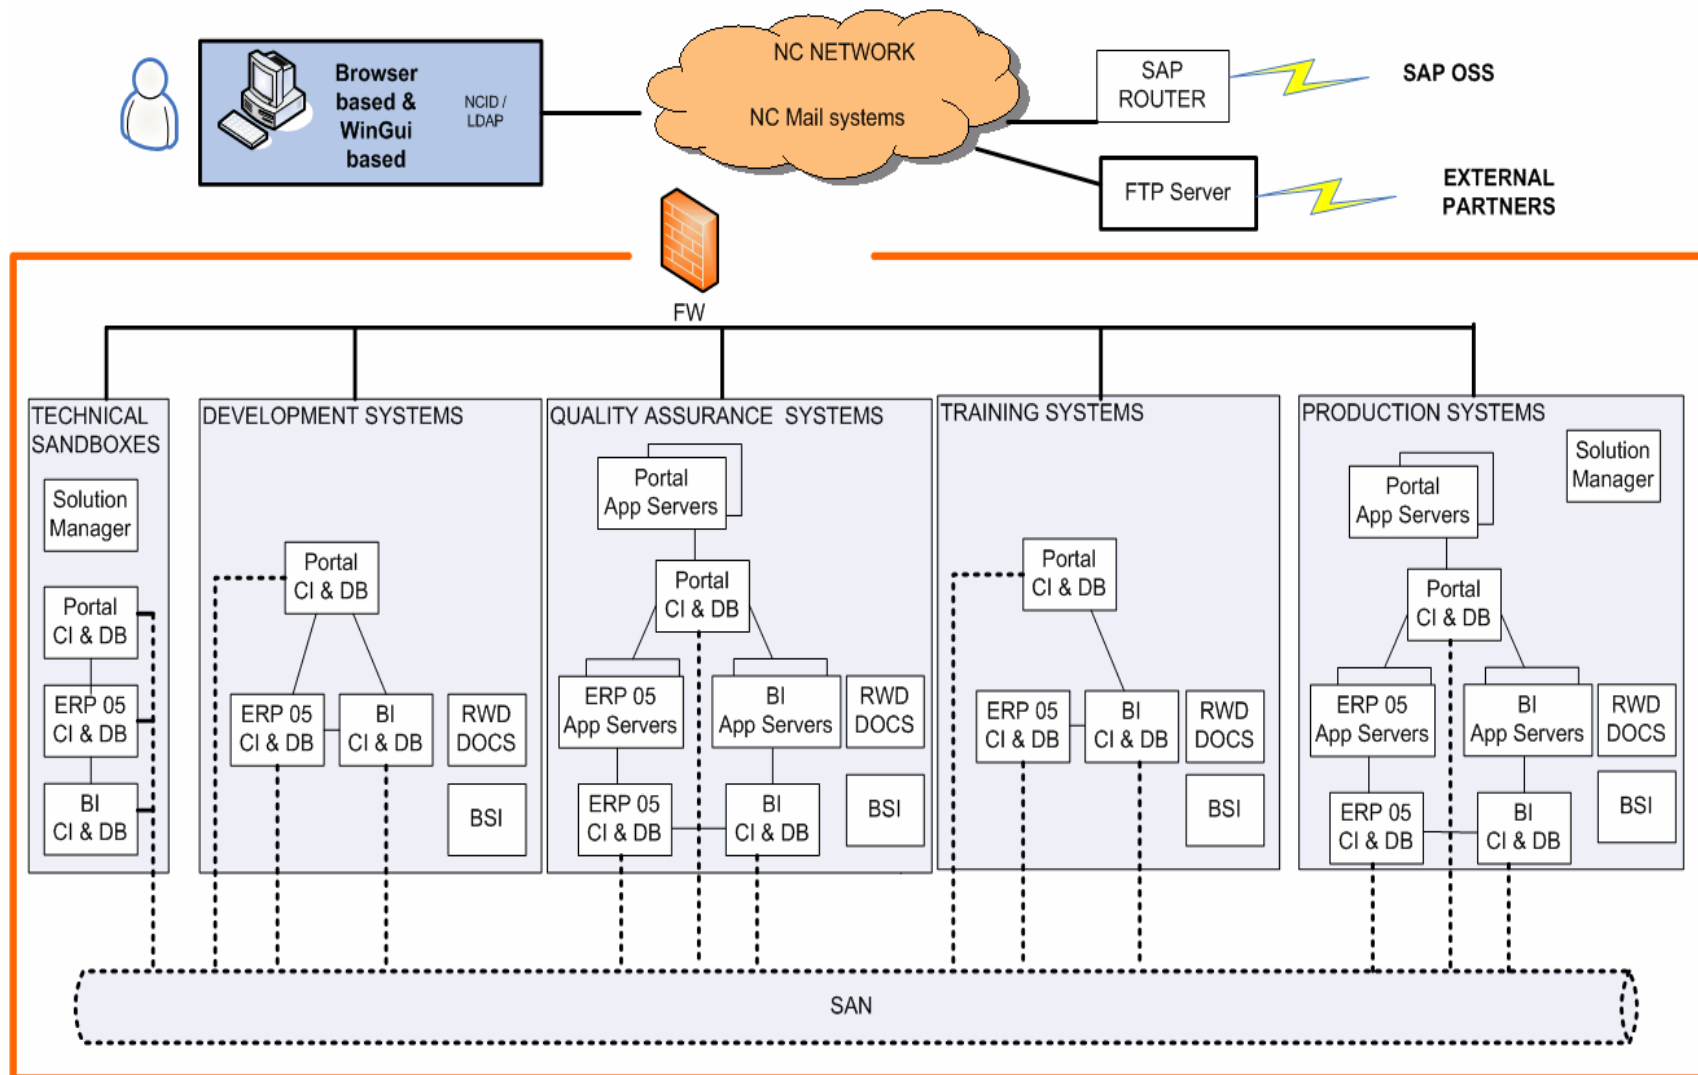 NC NETWORK
NC Mail systems
Browser
based &
WinGui
based
NCID /
LDAP
SAP
ROUTER
SAP OSS
FTP Server
EXTERNAL
PARTNERS
FW
TECHNICAL
SANDBOXES
Solution
Manager
Portal
CI & DB
ERP 05
CI & DB
BI
CI & DB
DEVELOPMENT SYSTEMS
Portal
CI & DB
ERP 05
CI & DB
BI
CI & DB
RWD
DOCS
BSI
QUALITY ASSURANCE  SYSTEMS
Portal
App Servers
Portal
CI & DB
ERP 05
App Servers
BI
App Servers
RWD
DOCS
ERP 05
CI & DB
BI
CI & DB
BSI
TRAINING SYSTEMS
Portal
CI & DB
ERP 05
CI & DB
BI
CI & DB
RWD
DOCS
BSI
PRODUCTION SYSTEMS
Solution
Manager
Portal
App Servers
Portal
CI & DB
ERP 05
App Servers
BI
App Servers
RWD
DOCS
ERP 05
CI & DB
BI
CI & DB
BSI
SAN